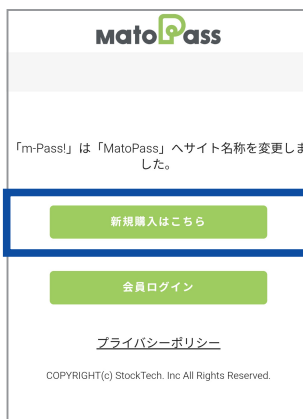 MatoPass
「m-Pass!」は「MatoPass」へサイト名称を変更しま
した。
新規購入はこちら
会員ログイン
プライバシーポリシー
COPYRIGHT(c) StockTech. Inc All Rights Reserved.